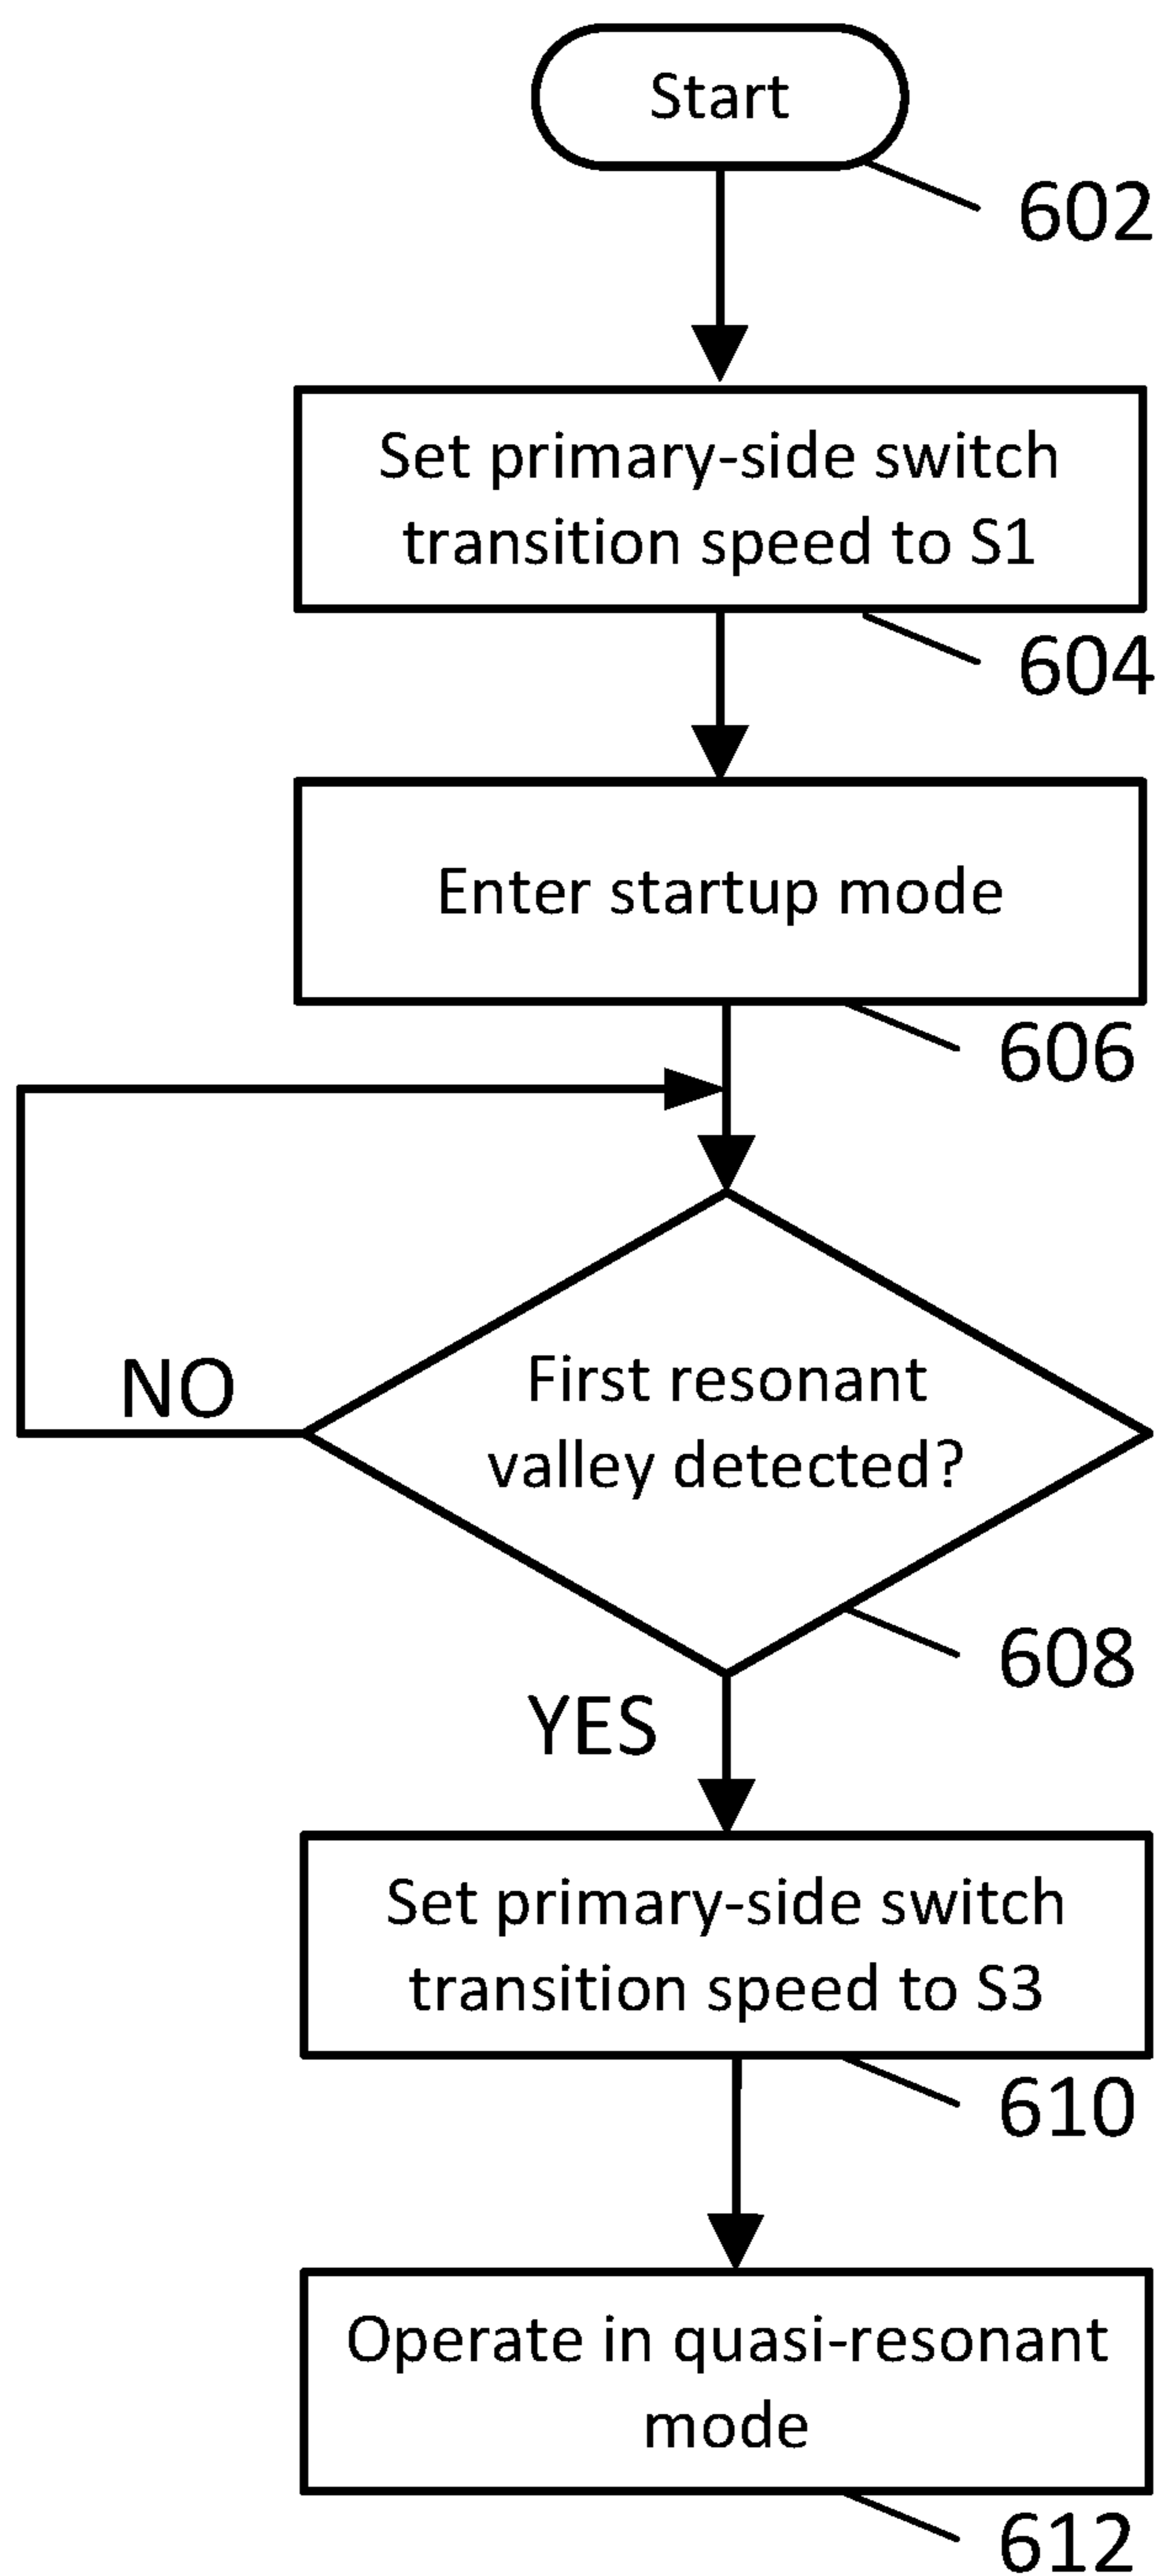 Start
602
Set primary-side switch
transition speed to S1
604
Enter startup mode
606
First resonant
valley detected?
NO
608
YES
Set primary-side switch
transition speed to S3
610
Operate in quasi-resonant
mode
612